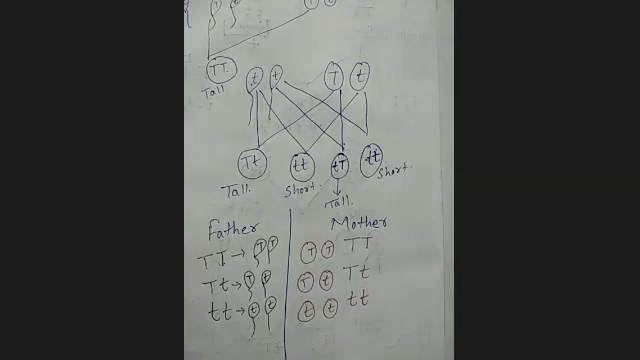 T t
TT
Tall
t t T t
Tt tt tT tt
Tall. Short. Tall. Short.
Father Mother
TT → T T T T TT
Tt → T t T t Tt
tt → t t t t tt